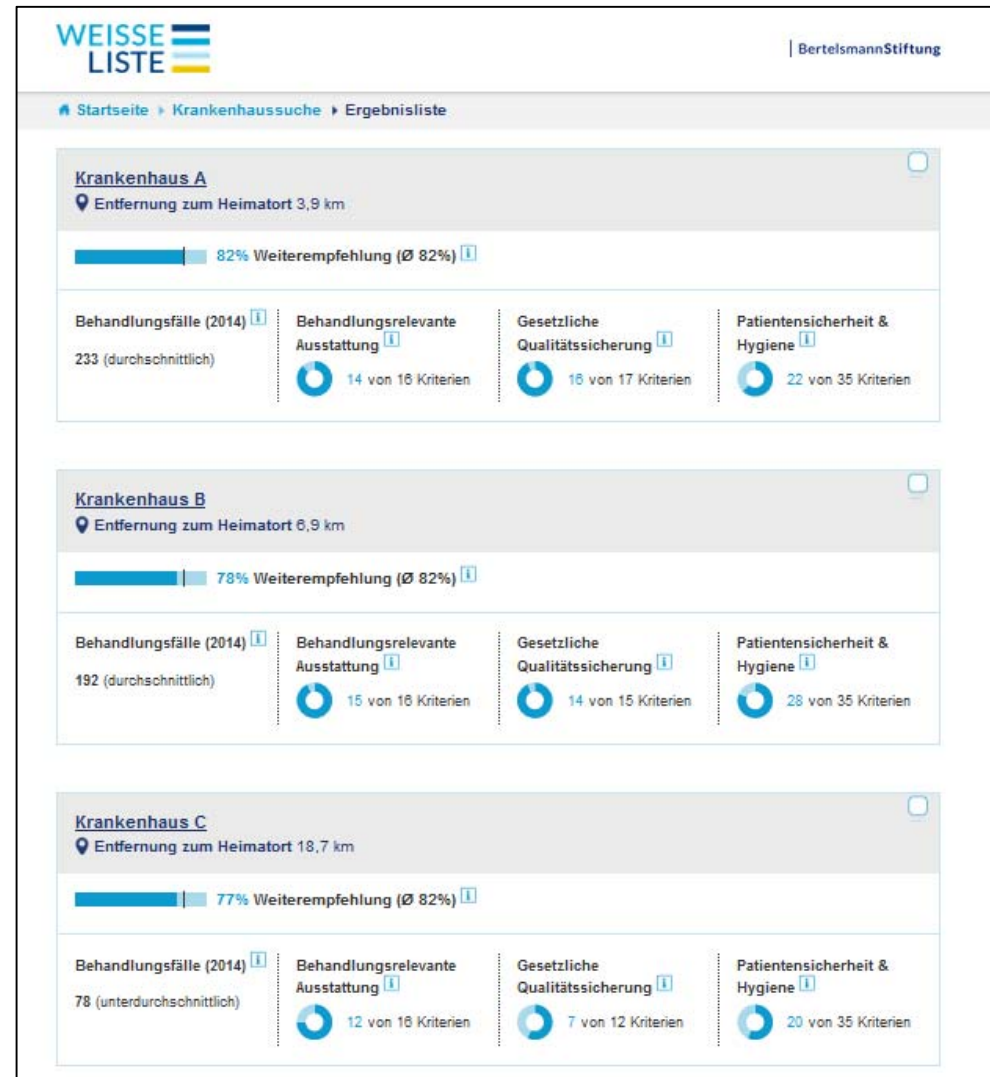 WEISSE
LISTE
BertelsmannStiftung
Startseite Krankenhaussuche Ergebnisliste
Krankenhaus A
Entfernung zum Heimatort 3,9 km
82% Weiterempfehlung (Ø 82%) i
Behandlungsfälle (2014) i
233 (durchschnittlich)
Behandlungsrelevante
Ausstattung i
14 von 16 Kriterien
Gesetzliche
Qualitätssicherung i
16 von 17 Kriterien
Patientensicherheit &
Hygiene i
22 von 35 Kriterien
Krankenhaus B
Entfernung zum Heimatort 6,9 km
78% Weiterempfehlung (Ø 82%) i
Behandlungsfälle (2014) i
192 (durchschnittlich)
Behandlungsrelevante
Ausstattung i
15 von 16 Kriterien
Gesetzliche
Qualitätssicherung i
14 von 15 Kriterien
Patientensicherheit &
Hygiene i
28 von 35 Kriterien
Krankenhaus C
Entfernung zum Heimatort 18,7 km
77% Weiterempfehlung (Ø 82%) i
Behandlungsfälle (2014) i
78 (unterdurchschnittlich)
Behandlungsrelevante
Ausstattung i
12 von 16 Kriterien
Gesetzliche
Qualitätssicherung i
7 von 12 Kriterien
Patientensicherheit &
Hygiene i
20 von 35 Kriterien